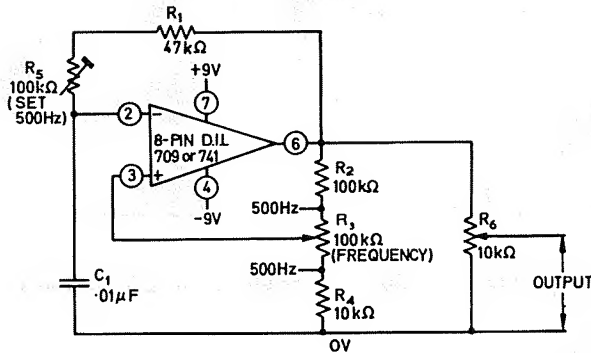 R1
47kΩ
R5
100kΩ
(SET
500Hz)
+9V
7
2
−
8-PIN D.I.L
709 or 741
6
3
+
4
-9V
R2
100kΩ
500Hz
R3
100kΩ
(FREQUENCY)
500Hz
R4
10kΩ
R6
10kΩ
OUTPUT
C1
.01µF
OV